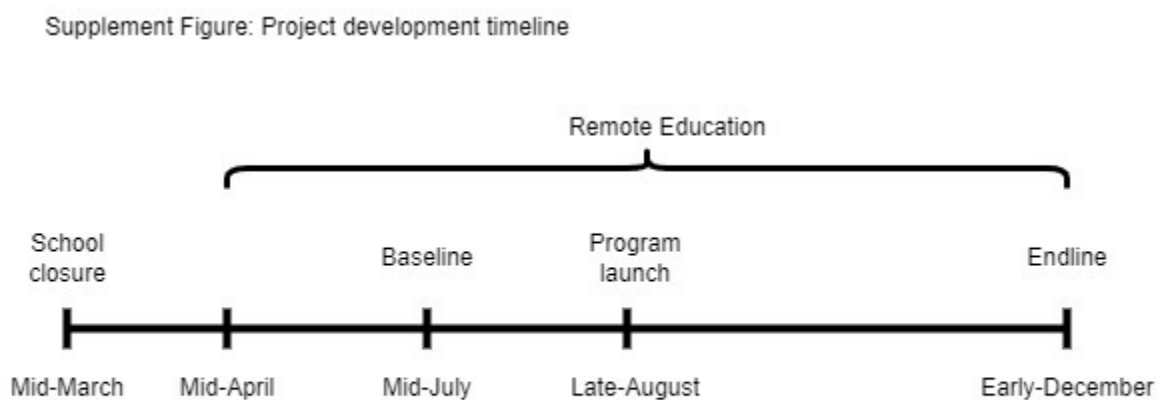 Supplement Figure: Project development timeline
Remote Education
School
closure
Baseline
Program
launch
Endline
Mid-March
Mid-April
Mid-July
Late-August
Early-December